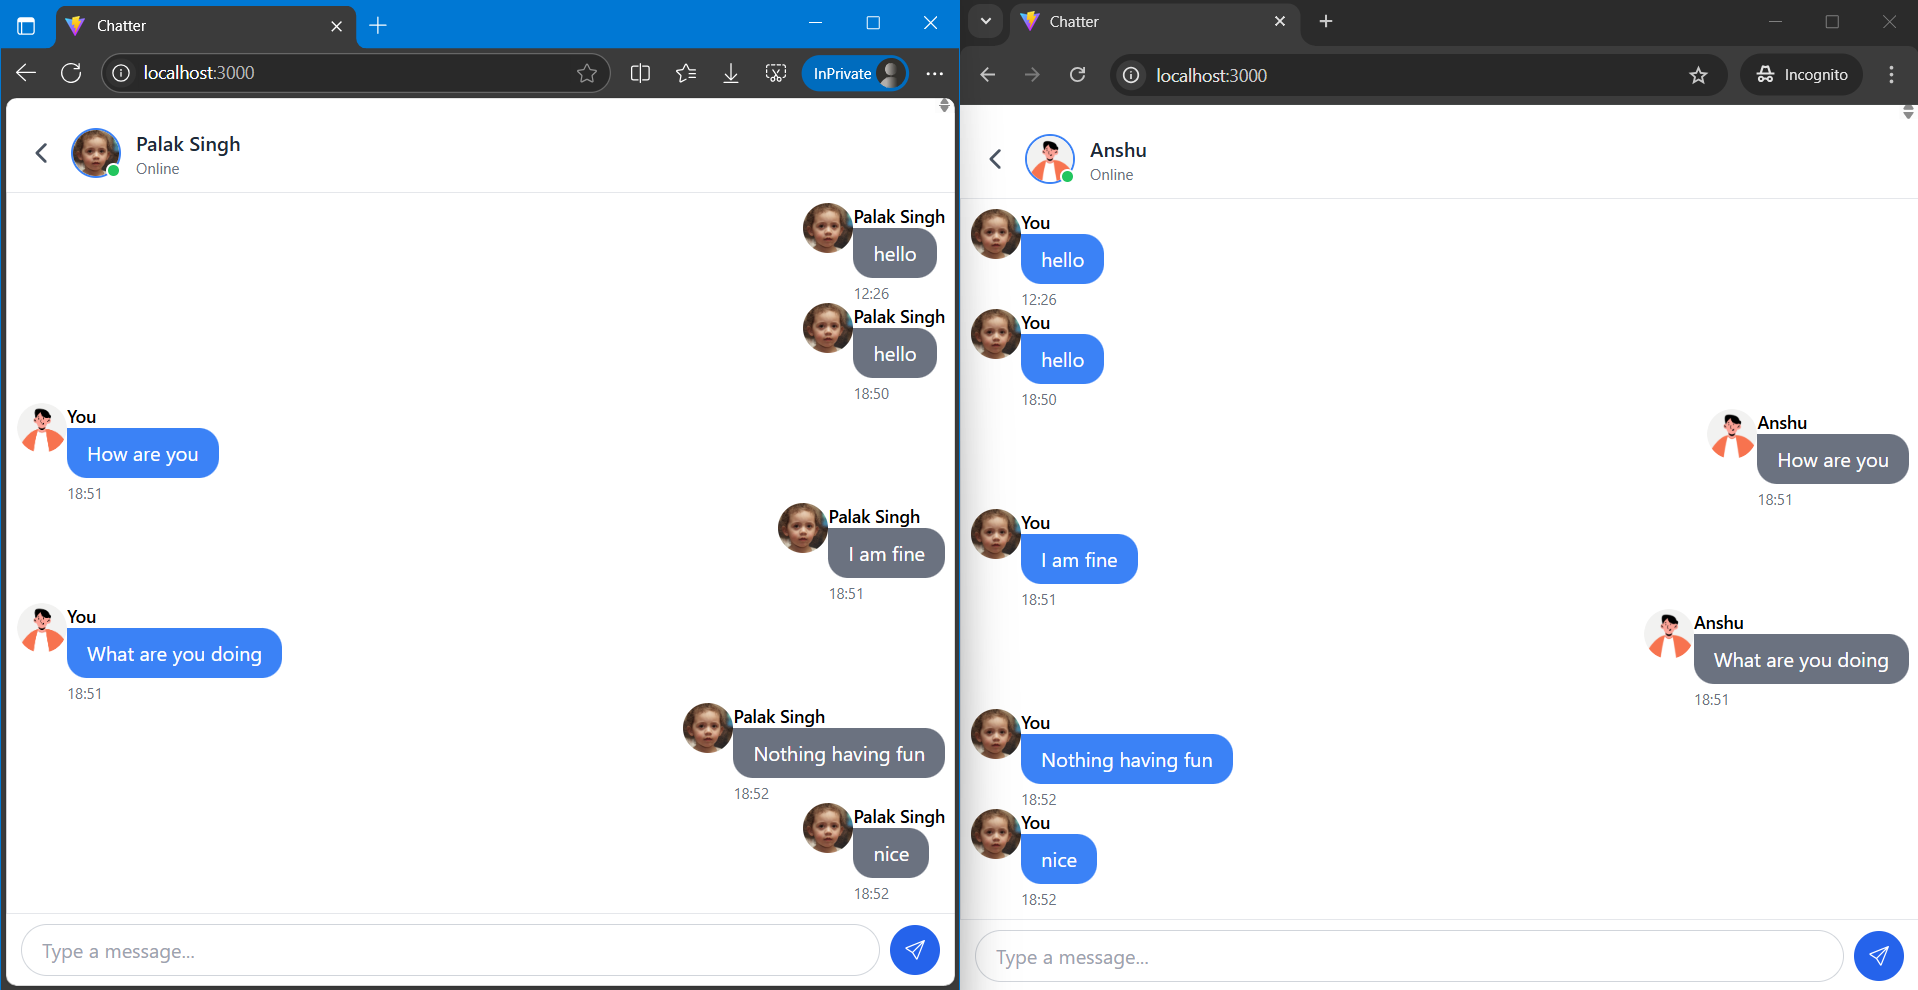 Chatter
localhost:3000
InPrivate
Palak Singh
Online
Palak Singh
hello
12:26
Palak Singh
hello
18:50
You
How are you
18:51
Palak Singh
I am fine
18:51
You
What are you doing
18:51
Palak Singh
Nothing having fun
18:52
Palak Singh
nice
18:52
Type a message...
Chatter
localhost:3000
Incognito
Anshu
Online
You
hello
12:26
You
hello
18:50
Anshu
How are you
18:51
You
I am fine
18:51
Anshu
What are you doing
18:51
You
Nothing having fun
18:52
You
nice
18:52
Type a message...